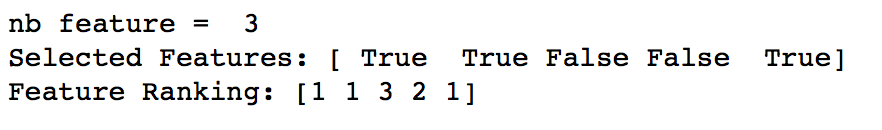 nb feature =  3
Selected Features: [ True  True False False  True]
Feature Ranking: [1 1 3 2 1]